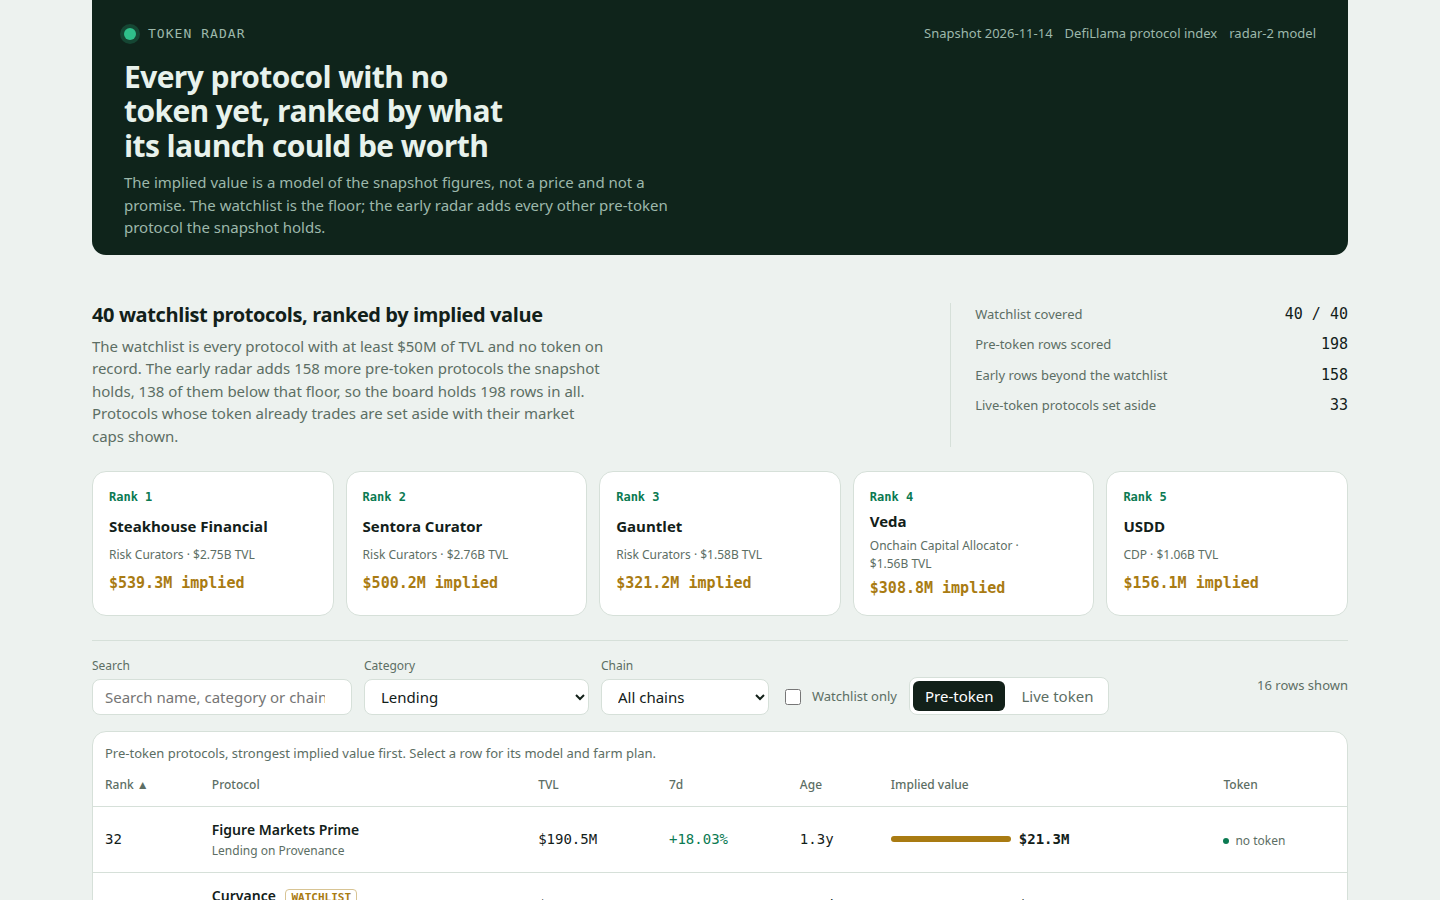 TOKEN RADAR
Snapshot 2026-11-14 DefiLlama protocol index radar-2 model
Every protocol with no
token yet, ranked by what
its launch could be worth
The implied value is a model of the snapshot figures, not a price and not a
promise. The watchlist is the floor; the early radar adds every other pre-token
protocol the snapshot holds.
40 watchlist protocols, ranked by implied value
The watchlist is every protocol with at least $50M of TVL and no token on
record. The early radar adds 158 more pre-token protocols the snapshot
holds, 138 of them below that floor, so the board holds 198 rows in all.
Protocols whose token already trades are set aside with their market
caps shown.
Watchlist covered 40 / 40
Pre-token rows scored 198
Early rows beyond the watchlist 158
Live-token protocols set aside 33
Rank 1
Steakhouse Financial
Risk Curators · $2.75B TVL
$539.3M implied
Rank 2
Sentora Curator
Risk Curators · $2.76B TVL
$500.2M implied
Rank 3
Gauntlet
Risk Curators · $1.58B TVL
$321.2M implied
Rank 4
Veda
Onchain Capital Allocator ·
$1.56B TVL
$308.8M implied
Rank 5
USDD
CDP · $1.06B TVL
$156.1M implied
Search
Search name, category or chain
Category
Lending
Chain
All chains
Watchlist only
Pre-token Live token
16 rows shown
Pre-token protocols, strongest implied value first. Select a row for its model and farm plan.
Rank ▲ Protocol TVL 7d Age Implied value Token
32 Figure Markets Prime $190.5M +18.03% 1.3y $21.3M no token
Lending on Provenance
Curvance WATCHLIST